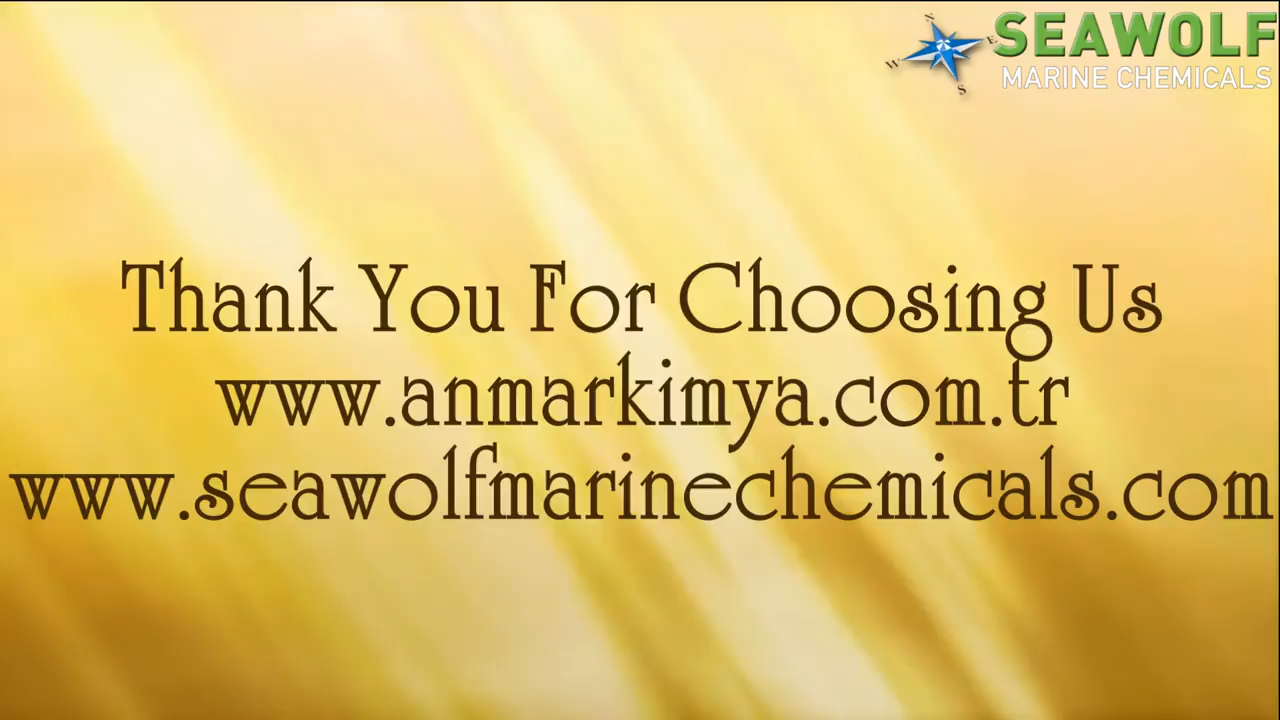 N
W E
S
SEAWOLF
MARINE CHEMICALS
Thank You For Choosing Us
www.anmarkimya.com.tr
www.seawolfmarinechemicals.com